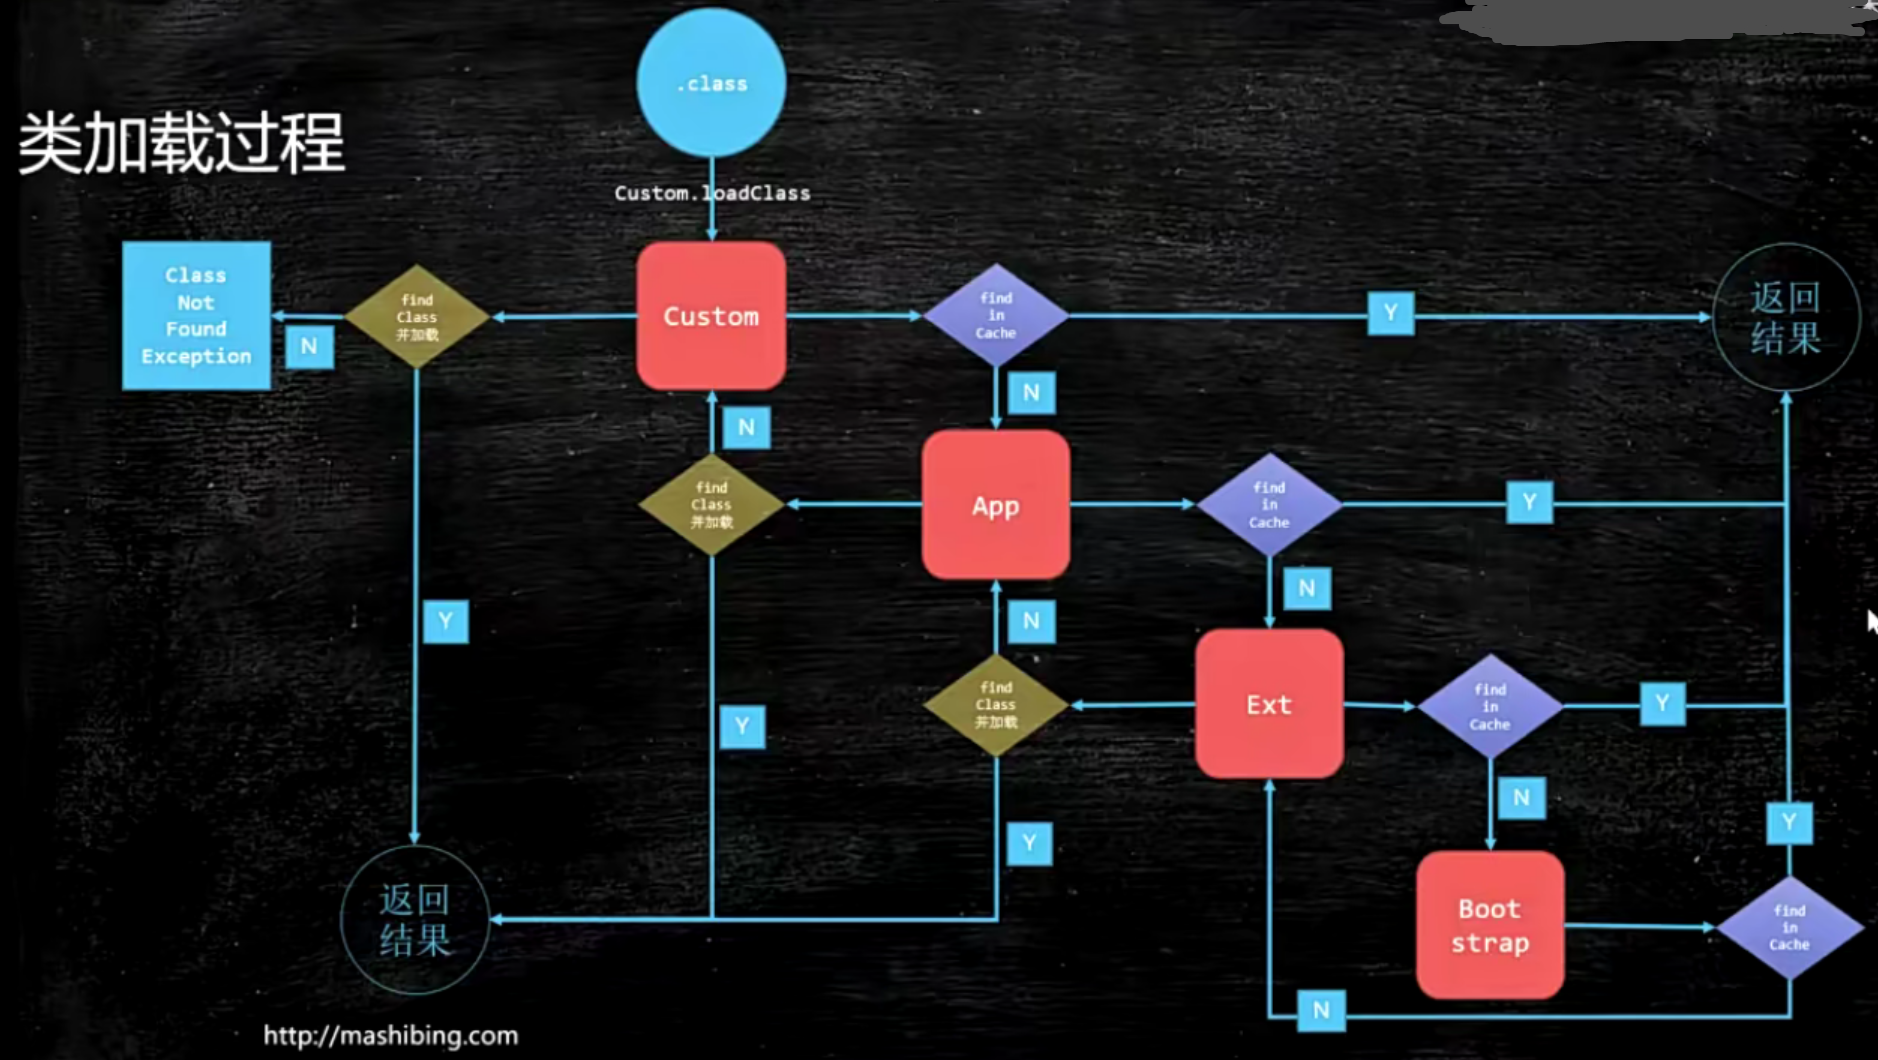 .class
类加载过程
Custom.loadClass
Class
Not
Found
Exception
N
find
Class
并加载
Custom
find
in
Cache
Y
返回
结果
N
N
find
Class
并加载
App
find
in
Cache
Y
N
Y
N
find
Class
并加载
Ext
find
in
Cache
Y
Y
N
Y
Y
返回
结果
Boot
strap
find
in
Cache
N
http://mashibing.com